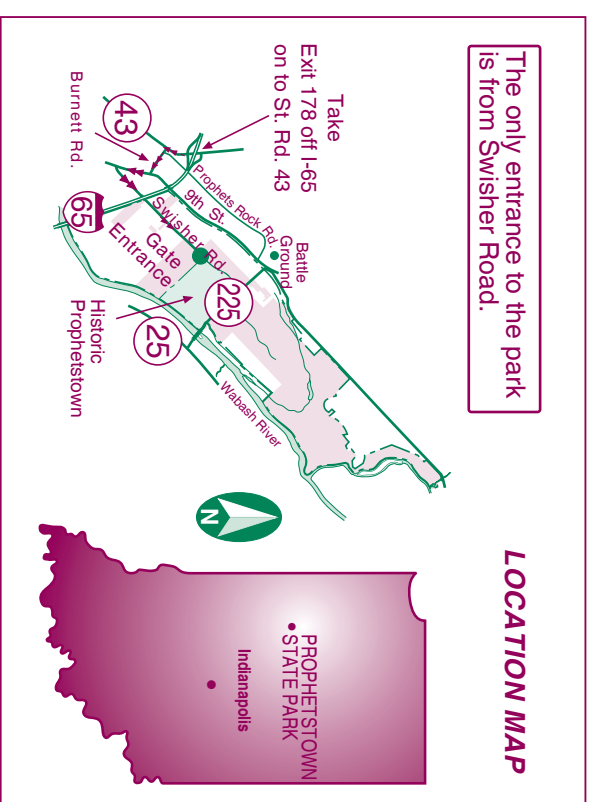 The only entrance to the park
is from Swisher Road.
LOCATION MAP
Take
Exit 178 off I-65
on to St. Rd. 43
Burnett Rd.
43
65
Prophets Rock Rd.
9th St.
Swisher Rd.
Gate
Entrance
Battle
Ground
225
25
Historic
Prophetstown
Wabash River
N
PROPHETSTOWN
STATE PARK
Indianapolis